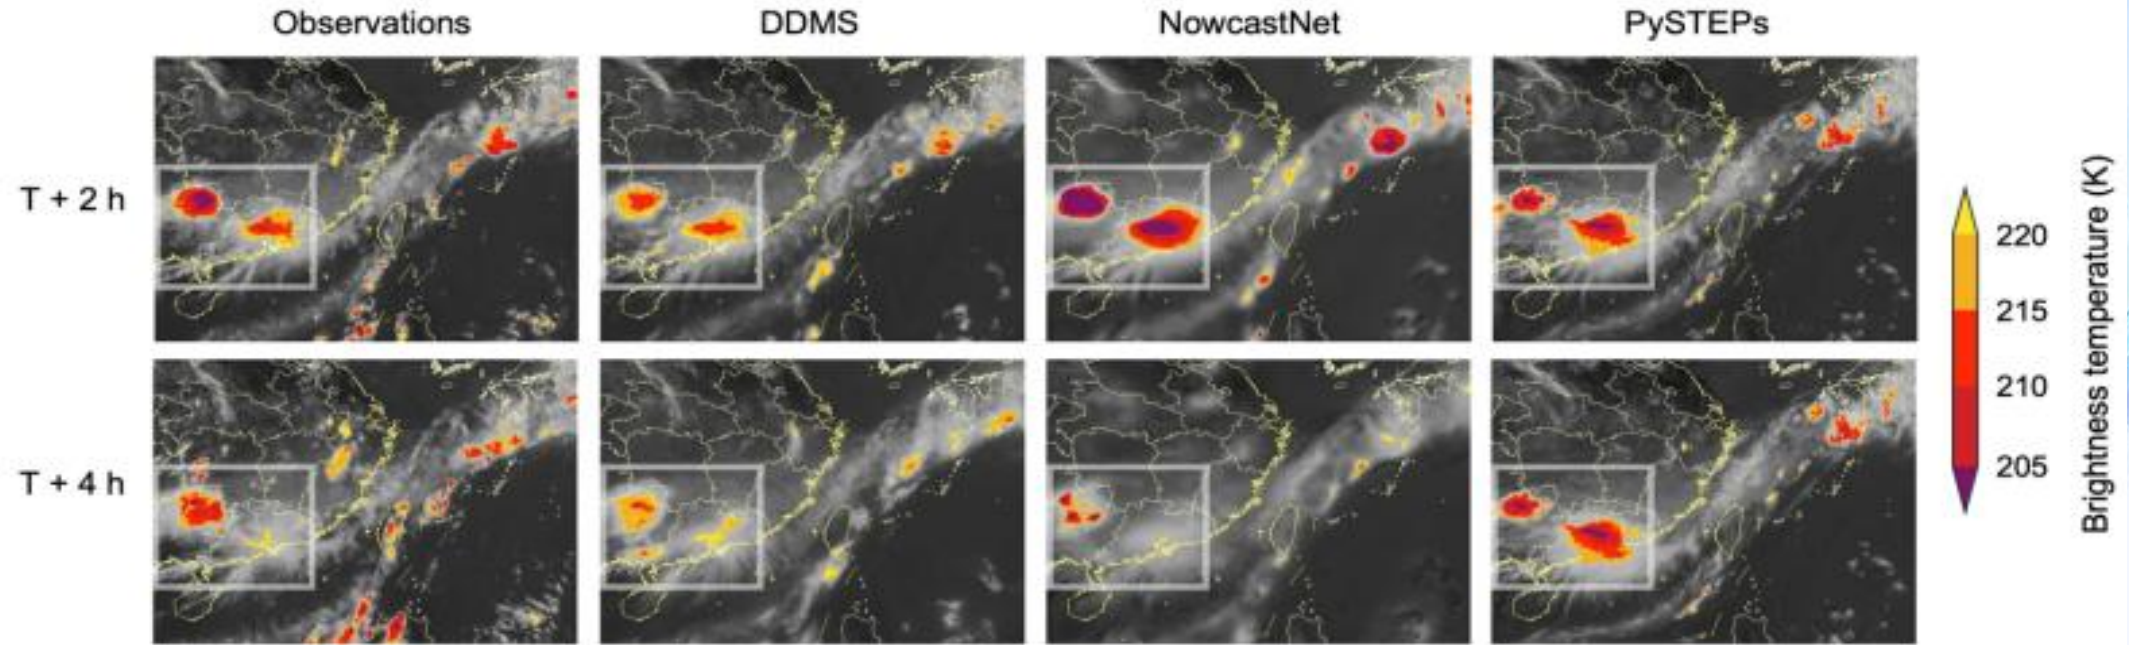 Observations
DDMS
NowcastNet
PySTEPs
T + 2 h
T + 4 h
220
215
210
205
Brightness temperature (K)